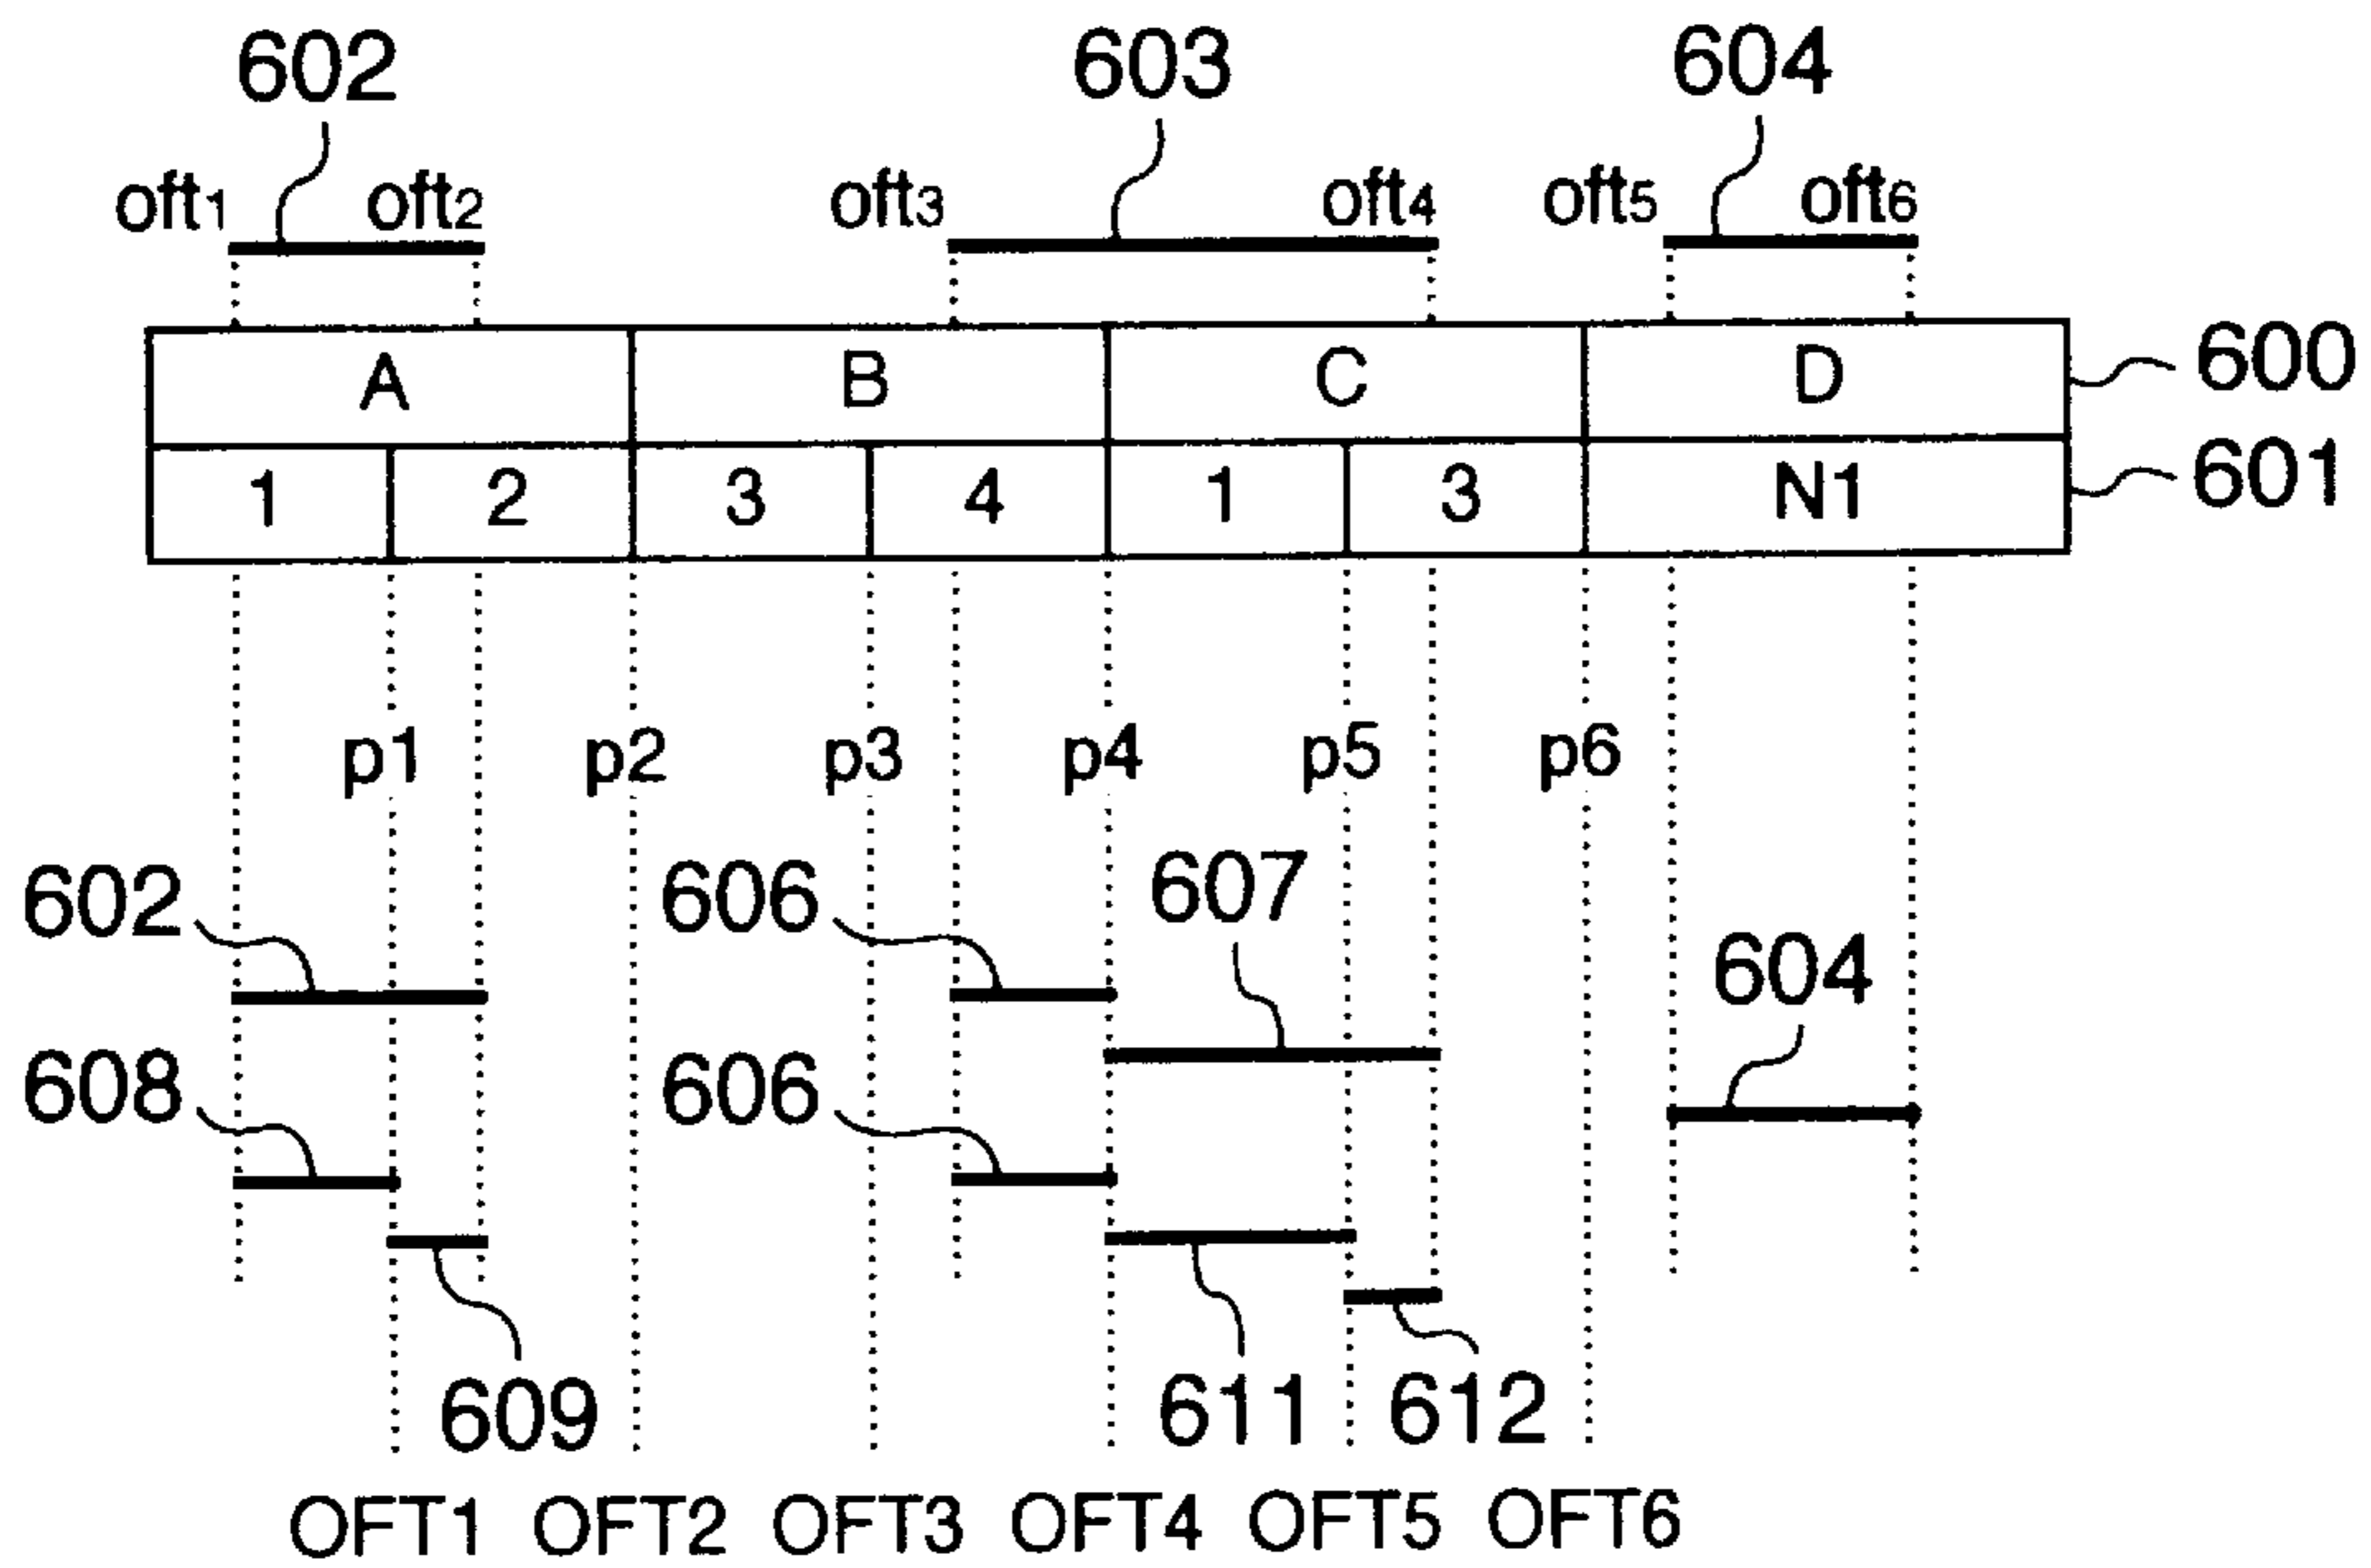 602 603 604
oft1 oft2 oft3 oft4 oft5 oft6
A B C D 600
1 2 3 4 1 3 N1 601
p1 p2 p3 p4 p5 p6
602 606 607 604
608 606
609 611 612
OFT1 OFT2 OFT3 OFT4 OFT5 OFT6